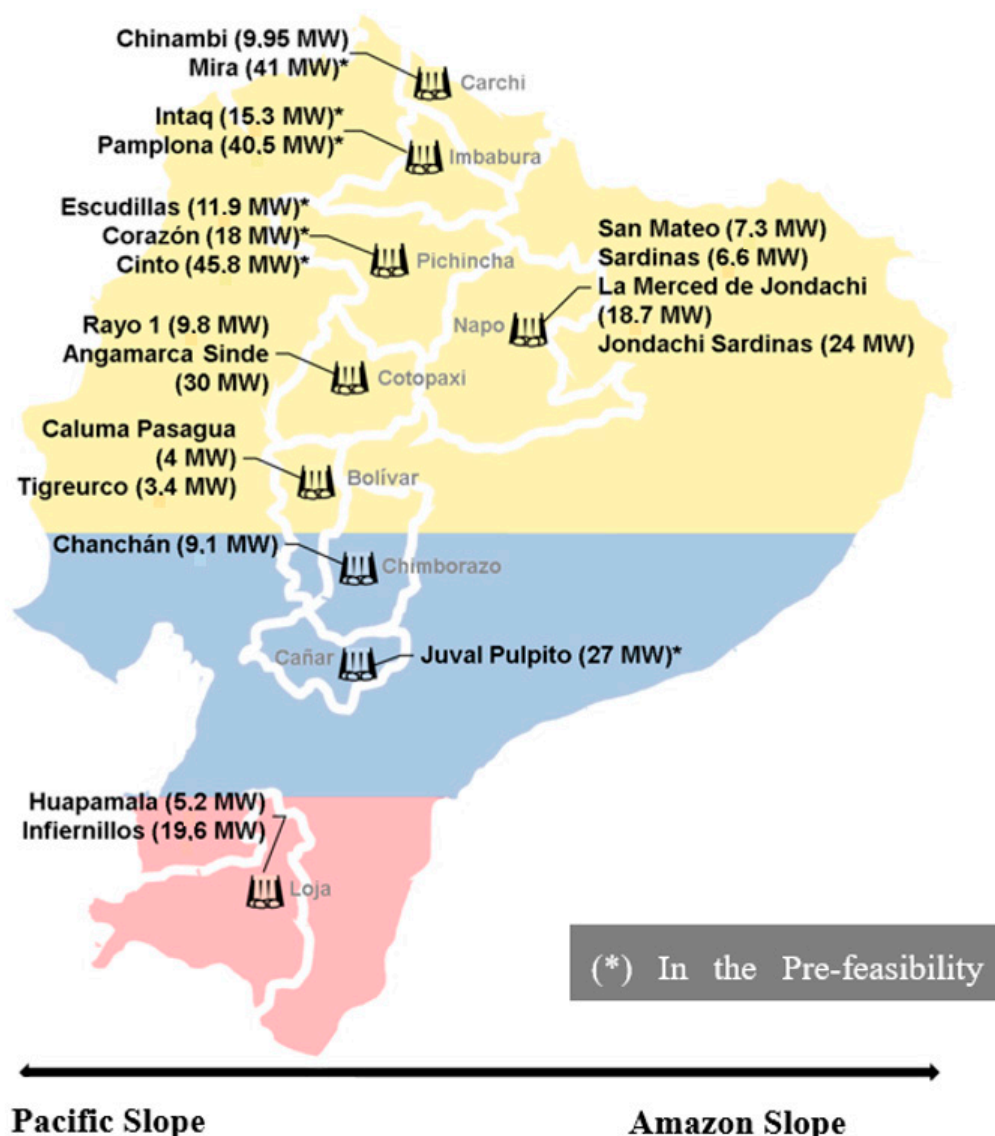 Chinambi (9.95 MW)
Mira (41 MW)*
Carchi
Intaq (15.3 MW)*
Pamplona (40.5 MW)*
Imbabura
Escudillas (11.9 MW)*
Corazón (18 MW)*
Cinto (45.8 MW)*
Pichincha
San Mateo (7.3 MW)
Sardinas (6.6 MW)
La Merced de Jondachi
(18.7 MW)
Jondachi Sardinas (24 MW)
Napo
Rayo 1 (9.8 MW)
Angamarca Sinde
(30 MW)
Cotopaxi
Caluma Pasagua
(4 MW)
Tigreurco (3.4 MW)
Bolívar
Chanchán (9.1 MW)
Chimborazo
Cañar
Juval Pulpito (27 MW)*
Huapamala (5.2 MW)
Infiernillos (19.6 MW)
Loja
(*) In the Pre-feasibility
Pacific Slope
Amazon Slope